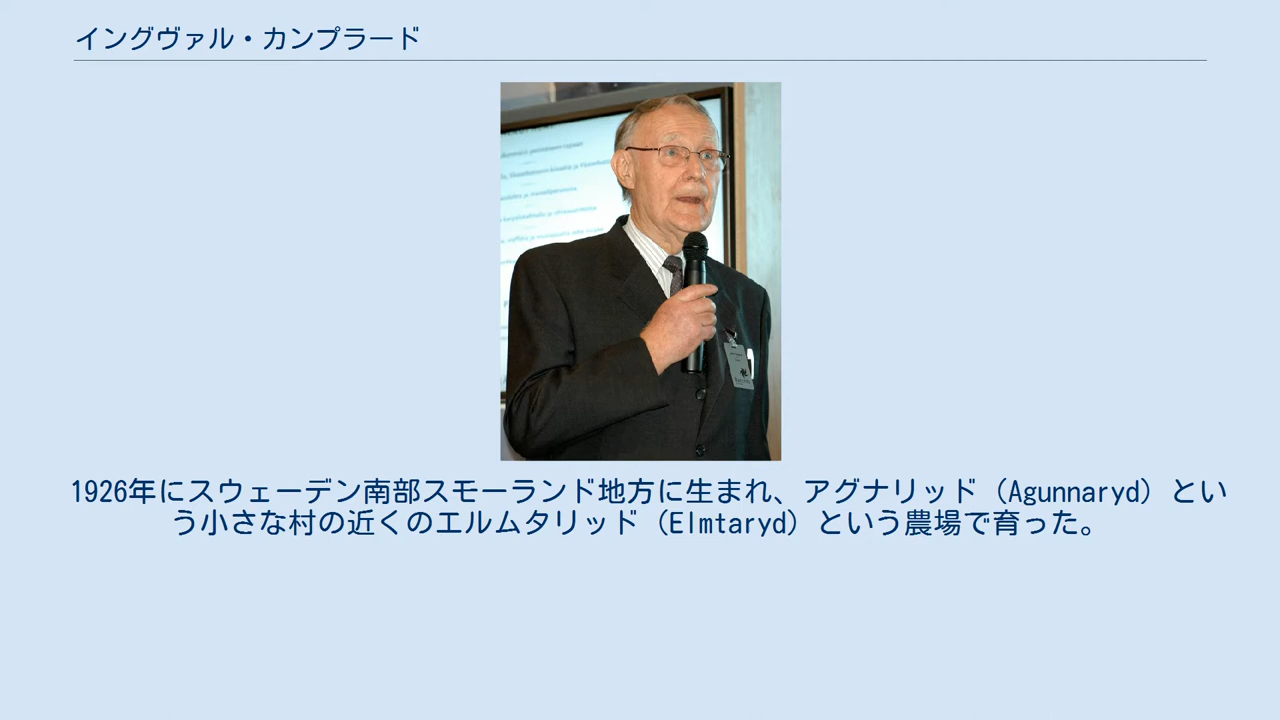 イングヴァル・カンプラード
1926年にスウェーデン南部スモーランド地方に生まれ、アグナリッド（Agunnaryd）とい
う小さな村の近くのエルムタリッド（Elmtaryd）という農場で育った。